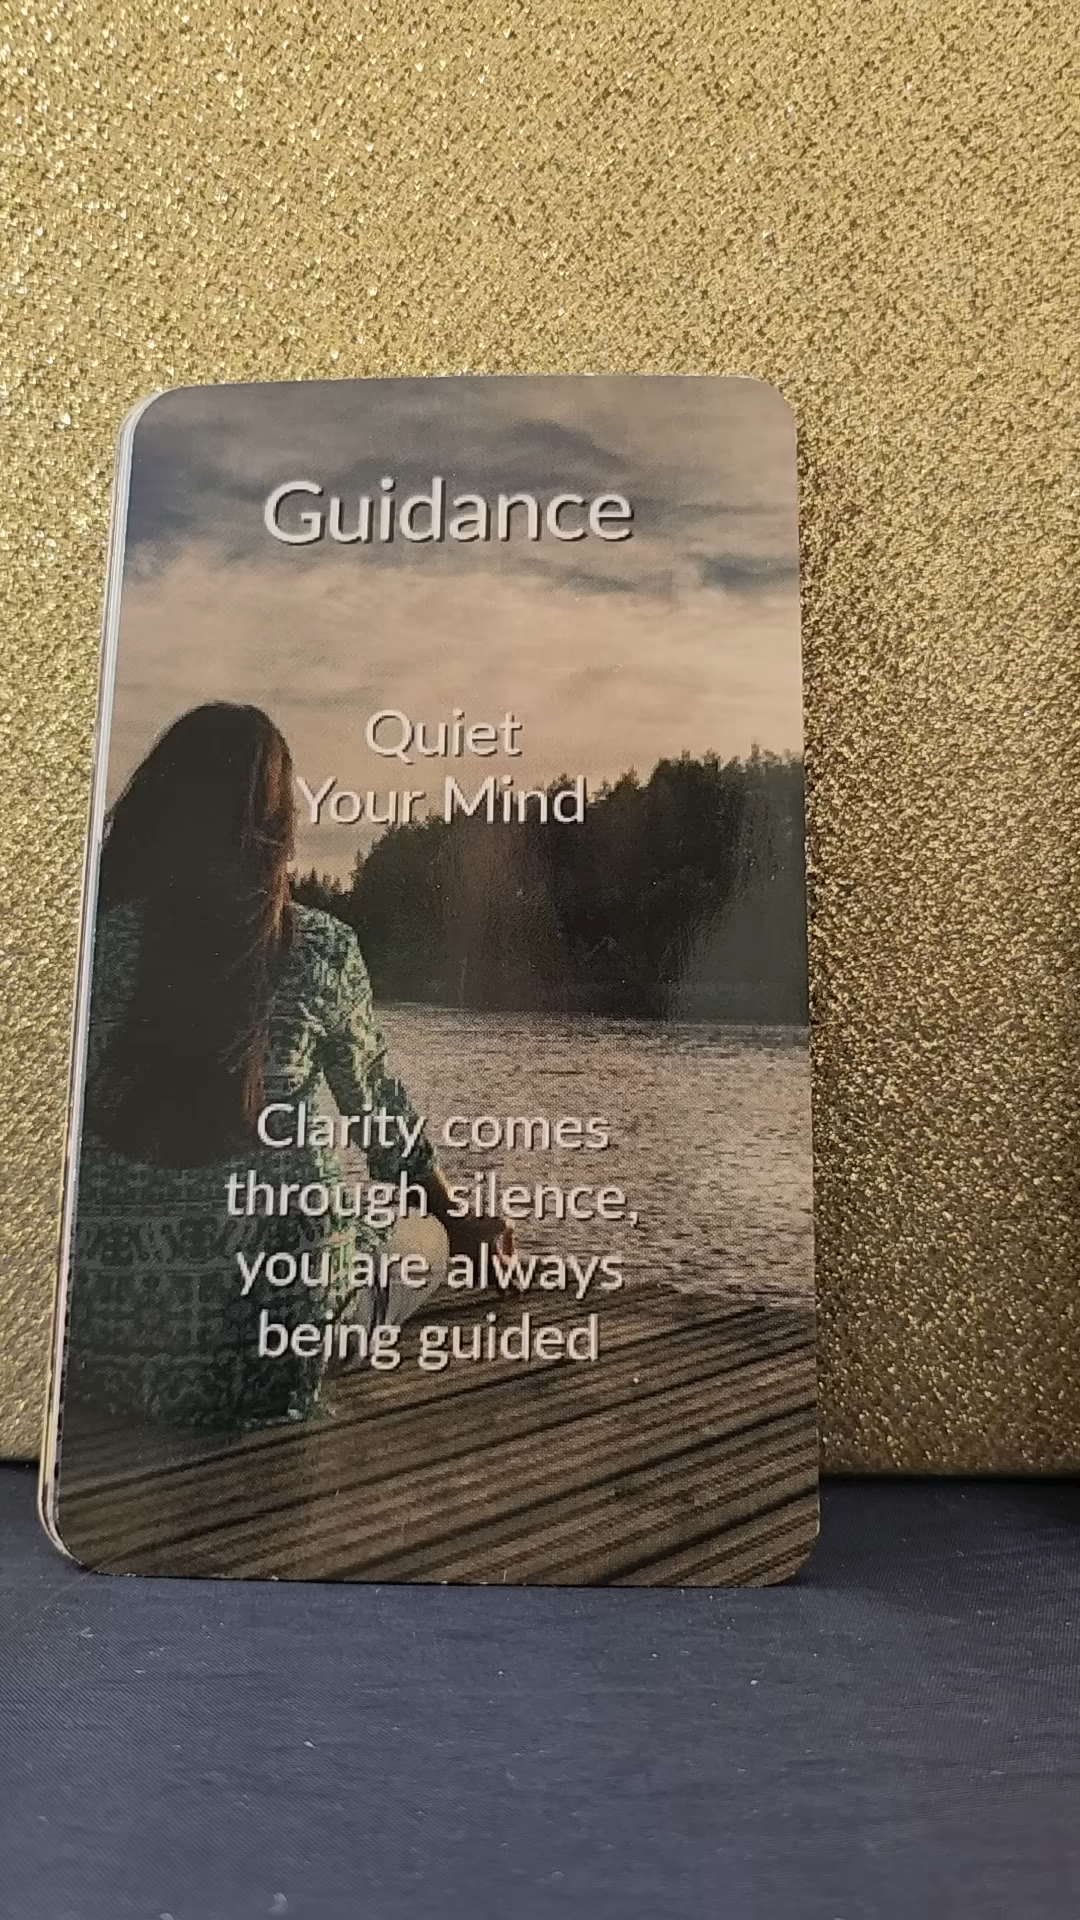 Guidance
Quiet
Your Mind
Clarity comes
through silence,
you are always
being guided